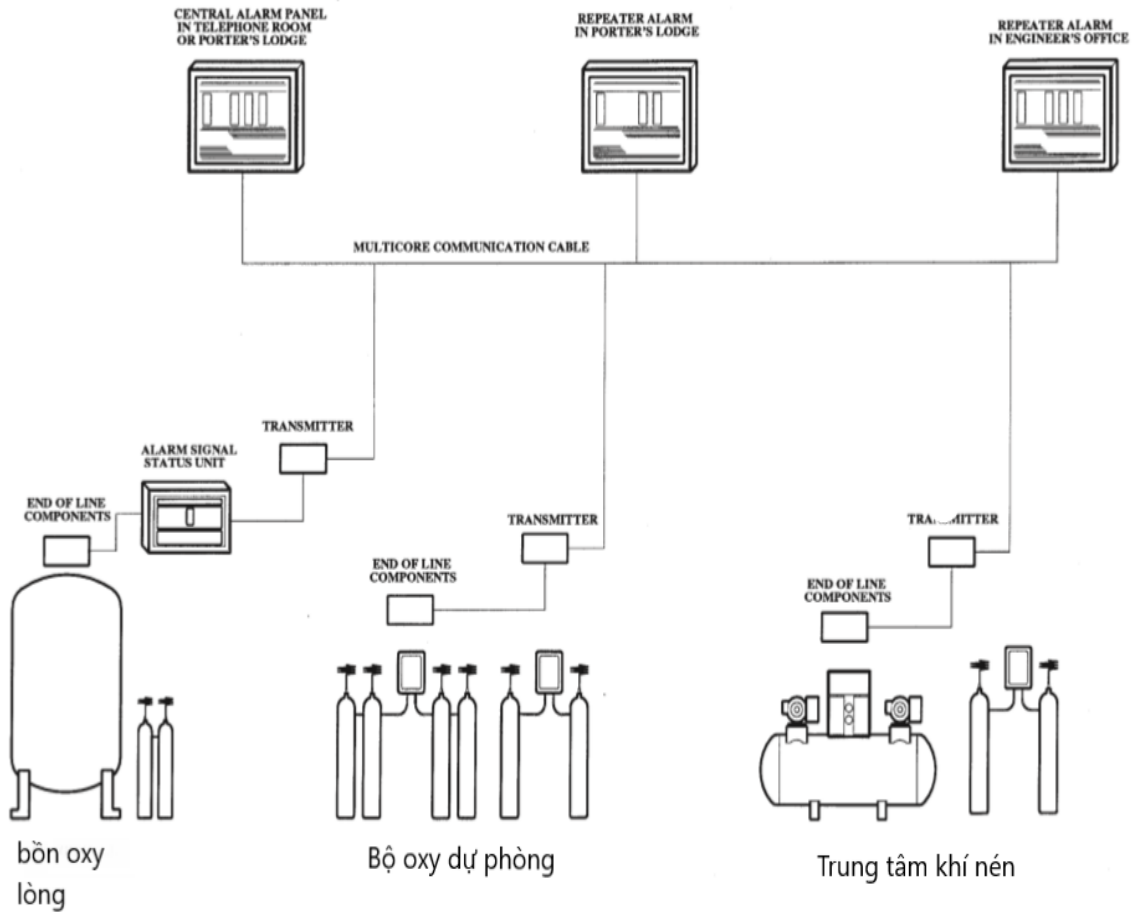 CENTRAL ALARM PANEL
IN TELEPHONE ROOM
OR PORTER'S LODGE
REPEATER ALARM
IN PORTER'S LODGE
REPEATER ALARM
IN ENGINEER'S OFFICE
MULTICORE COMMUNICATION CABLE
TRANSMITTER
ALARM SIGNAL
STATUS UNIT
END OF LINE
COMPONENTS
TRANSMITTER
END OF LINE
COMPONENTS
END OF LINE
COMPONENTS
bồn oxy
lòng
Bộ oxy dự phòng
Trung tâm khí nén